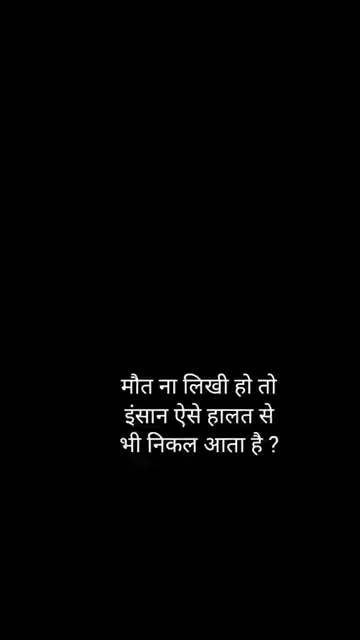 मौत ना लिखी हो तो
इंसान ऐसे हालत से
भी निकल आता है ?